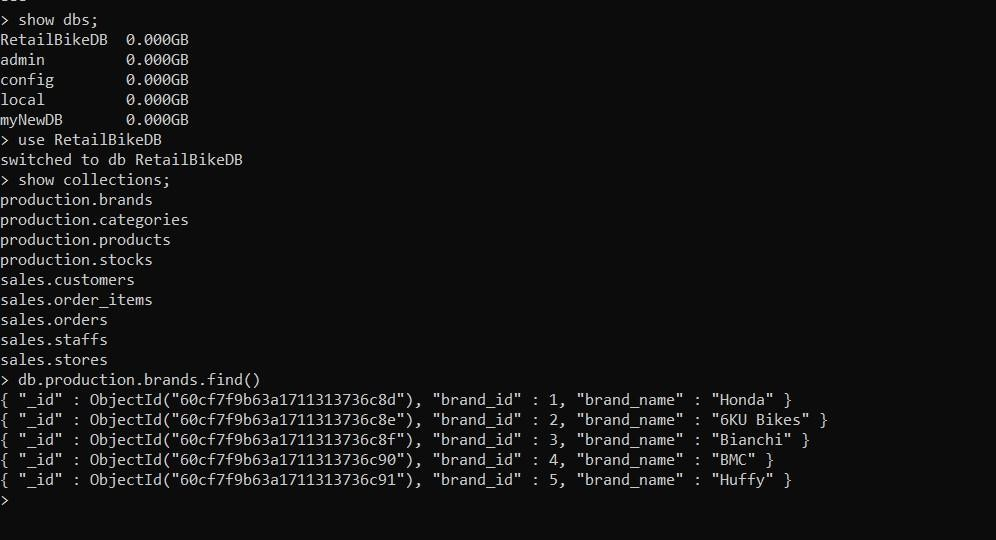 > show dbs;
RetailBikeDB  0.000GB
admin         0.000GB
config        0.000GB
local         0.000GB
myNewDB       0.000GB
> use RetailBikeDB
switched to db RetailBikeDB
> show collections;
production.brands
production.categories
production.products
production.stocks
sales.customers
sales.order_items
sales.orders
sales.staffs
sales.stores
> db.production.brands.find()
{ "_id" : ObjectId("60cf7f9b63a1711313736c8d"), "brand_id" : 1, "brand_name" : "Honda" }
{ "_id" : ObjectId("60cf7f9b63a1711313736c8e"), "brand_id" : 2, "brand_name" : "6KU Bikes" }
{ "_id" : ObjectId("60cf7f9b63a1711313736c8f"), "brand_id" : 3, "brand_name" : "Bianchi" }
{ "_id" : ObjectId("60cf7f9b63a1711313736c90"), "brand_id" : 4, "brand_name" : "BMC" }
{ "_id" : ObjectId("60cf7f9b63a1711313736c91"), "brand_id" : 5, "brand_name" : "Huffy" }
>